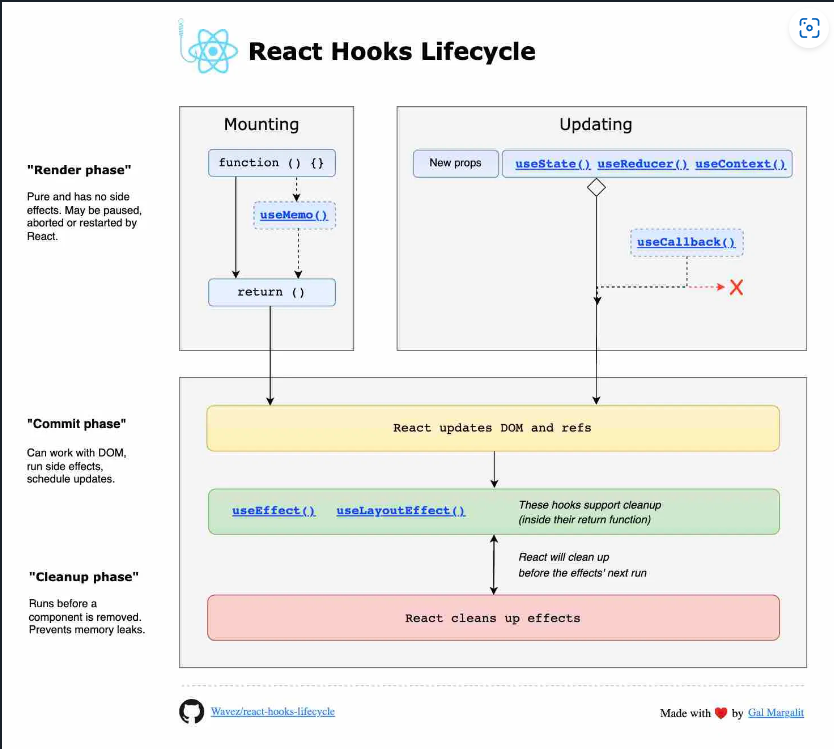 React Hooks Lifecycle
Mounting
Updating
"Render phase"
Pure and has no side
effects. May be paused,
aborted or restarted by
React.
function () {}
useMemo()
return ()
New props
useState() useReducer() useContext()
useCallback()
X
"Commit phase"
Can work with DOM,
run side effects,
schedule updates.
React updates DOM and refs
useEffect() useLayoutEffect()
These hooks support cleanup
(inside their return function)
React will clean up
before the effects' next run
"Cleanup phase"
Runs before a
component is removed.
Prevents memory leaks.
React cleans up effects
Wavez/react-hooks-lifecycle
Made with ❤ by Gal Margalit